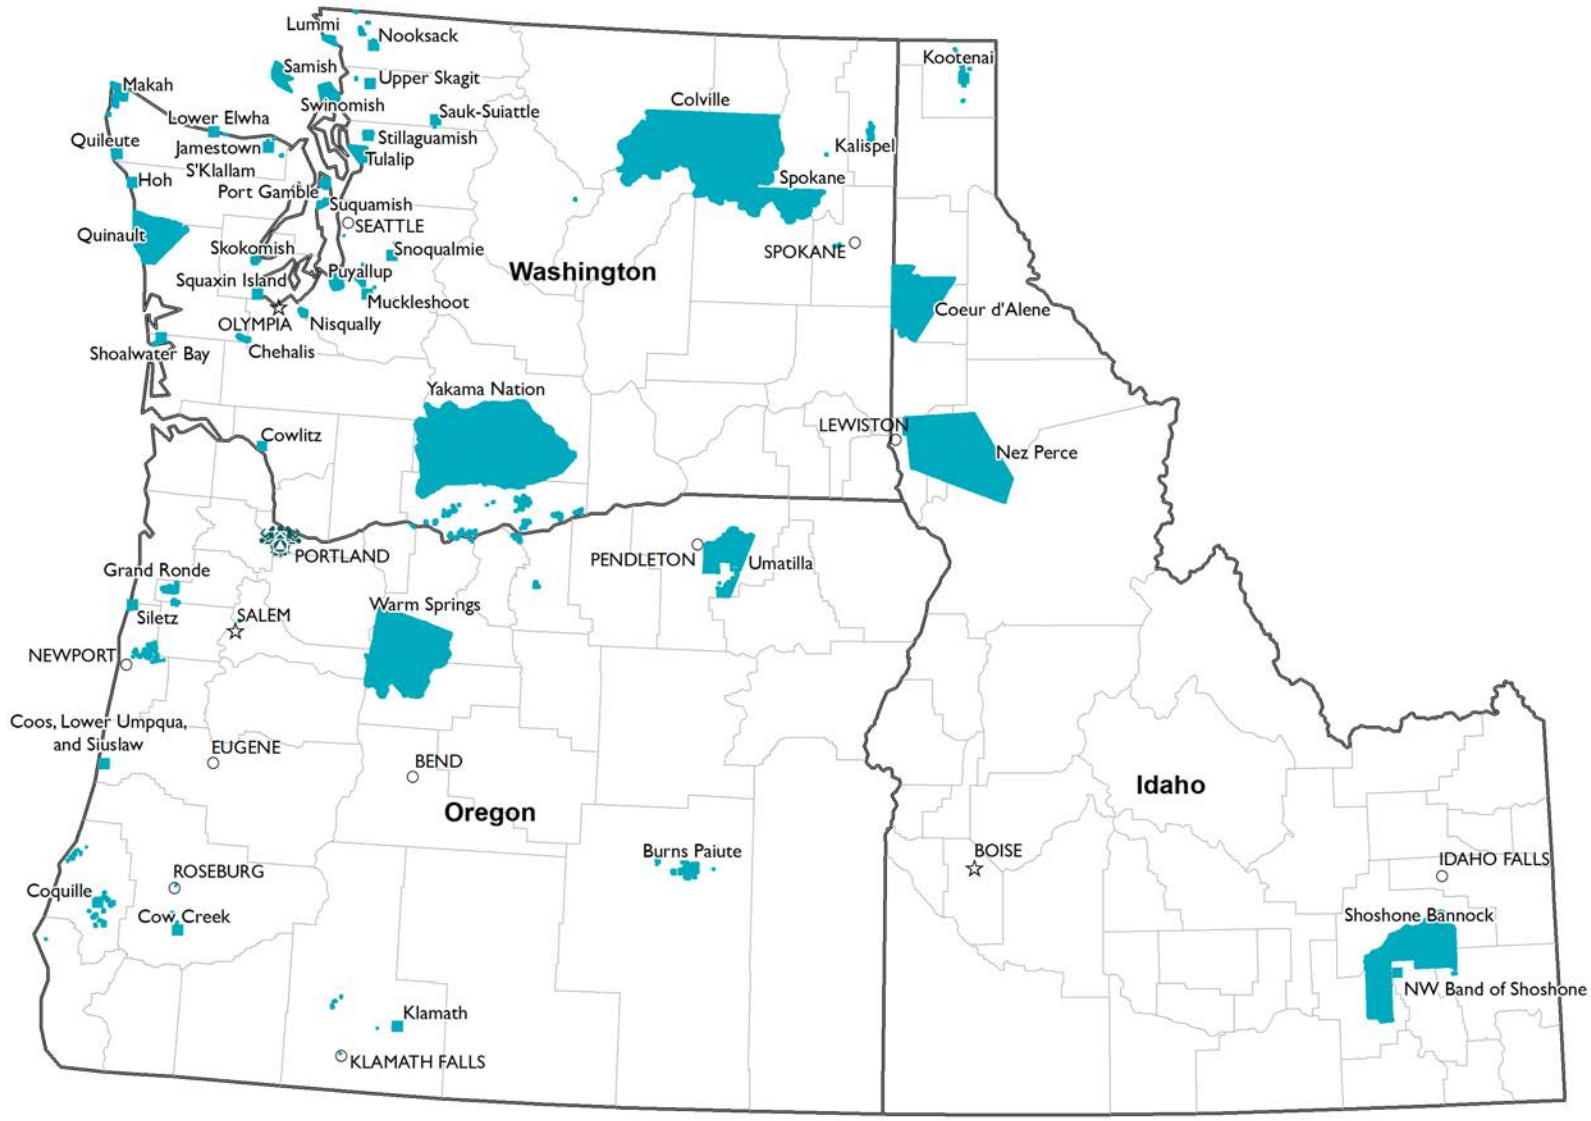 Lummi
Nooksack
Kootenai
Samish
Upper Skagit
Makah
Swinomish
Colville
Lower Elwha
Sauk-Suiattle
Quileute
Jamestown
Stillaguamish
Kalispel
Tulalip
S'Klallam
Hoh
Port Gamble
Spokane
Suquamish
SEATTLE
Quinault
Skokomish
Snoqualmie
SPOKANE
Washington
Squaxin Island
Puyallup
Muckleshoot
Coeur d'Alene
OLYMPIA
Nisqually
Shoalwater Bay
Chehalis
Yakama Nation
LEWISTON
Cowlitz
Nez Perce
PORTLAND
PENDLETON
Umatilla
Grand Ronde
Warm Springs
Siletz
SALEM
NEWPORT
Coos, Lower Umpqua,
and Siuslaw
EUGENE
BEND
Idaho
Oregon
Burns Paiute
BOISE
IDAHO FALLS
ROSEBURG
Coquille
Cow Creek
Shoshone Bannock
NW Band of Shoshone
Klamath
KLAMATH FALLS